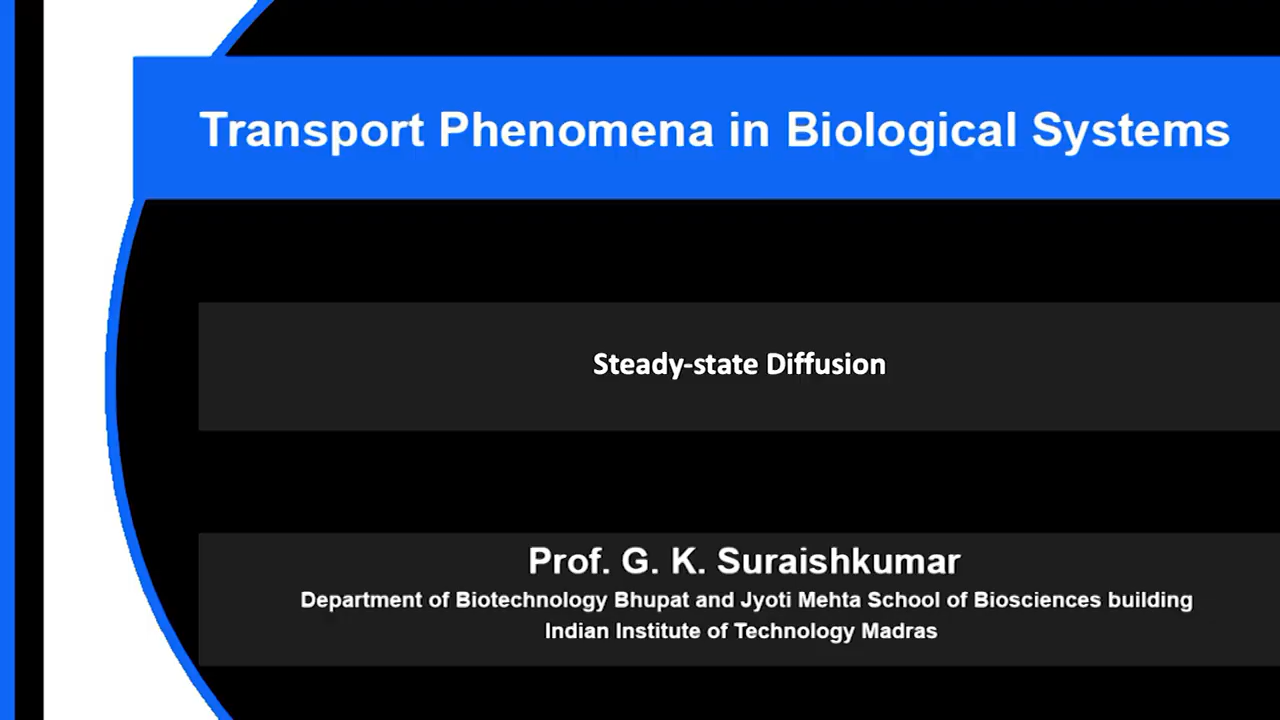 Transport Phenomena in Biological Systems
Steady-state Diffusion
Prof. G. K. Suraishkumar
Department of Biotechnology Bhupat and Jyoti Mehta School of Biosciences building
Indian Institute of Technology Madras